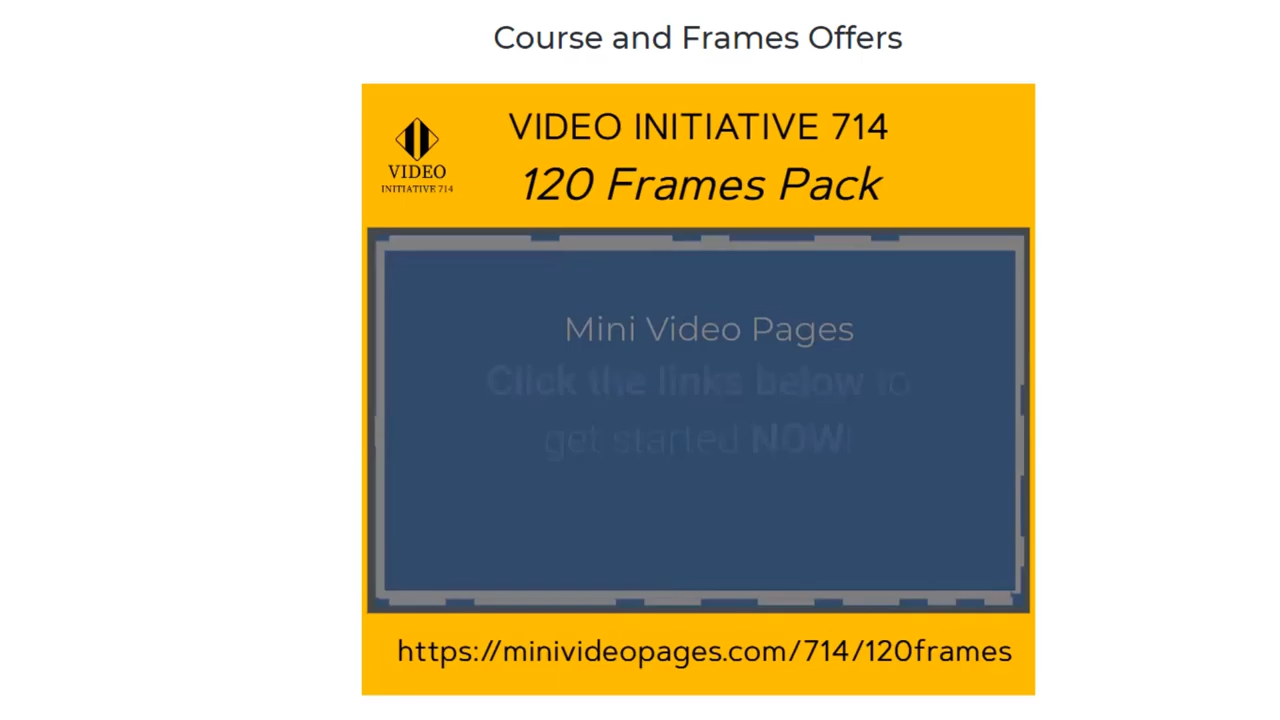 Course and Frames Offers
VIDEO INITIATIVE 714
120 Frames Pack
VIDEO
INITIATIVE 714
Mini Video Pages
Click the links below to
get started NOW!
https://minivideopages.com/714/120frames